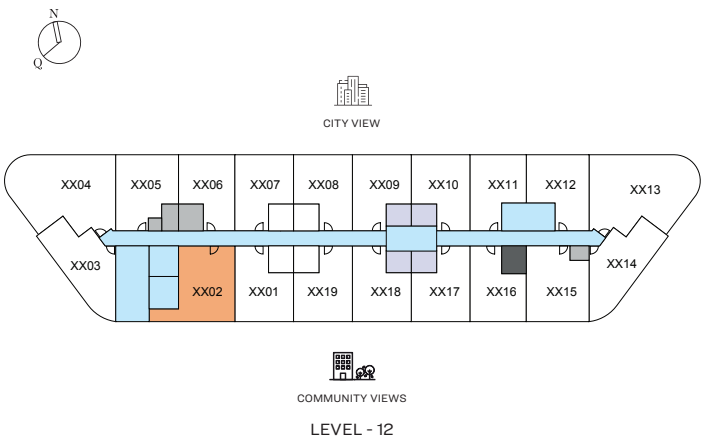 N
Q
CITY VIEW
XX04 XX05 XX06 XX07 XX08 XX09 XX10 XX11 XX12 XX13
XX03 XX14
XX02 XX01 XX19 XX18 XX17 XX16 XX15
COMMUNITY VIEWS
LEVEL - 12